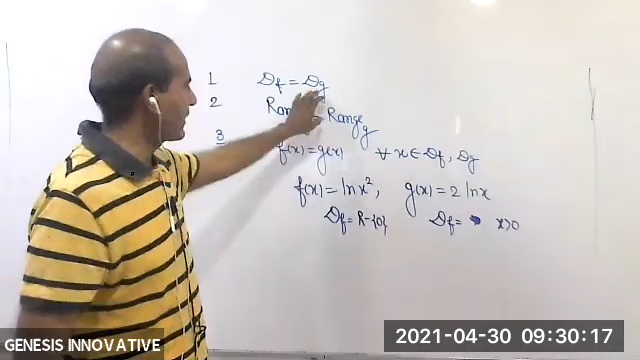 1 Df = Dg
2 Range Rangeg
3 f(x) = g(x) ∀ x ∈ Df, Dg
f(x) = ln x², g(x) = 2 ln x
Df = R-{0} Df = x>0
GENESIS INNOVATIVE
2021-04-30 09:30:17